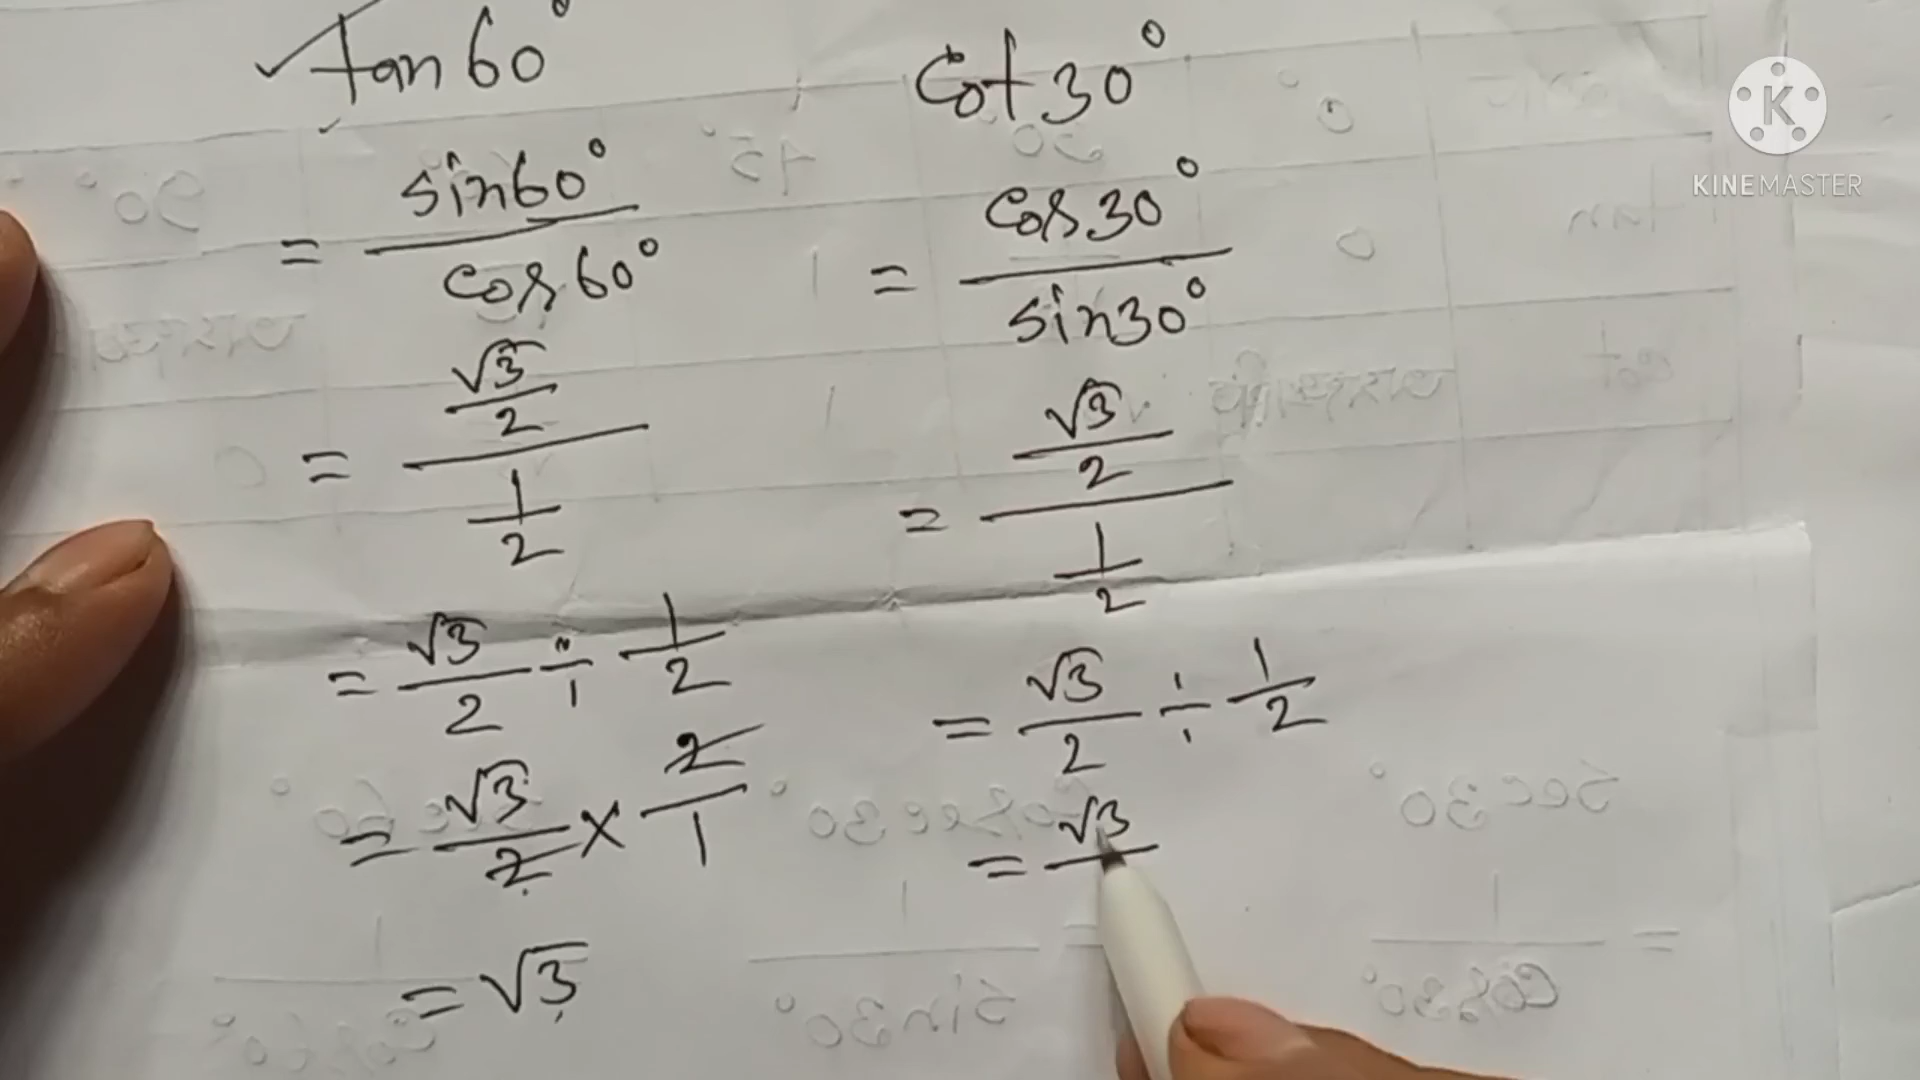 tan 60°
= sin60° / cos60°
= √3/2 / 1/2
= √3/2 ÷ 1/2
= √3/2 × 2/1
= √3
Cot 30°
= cos30° / sin30°
= √3/2 / 1/2
= √3/2 ÷ 1/2
= √3
KINEMASTER